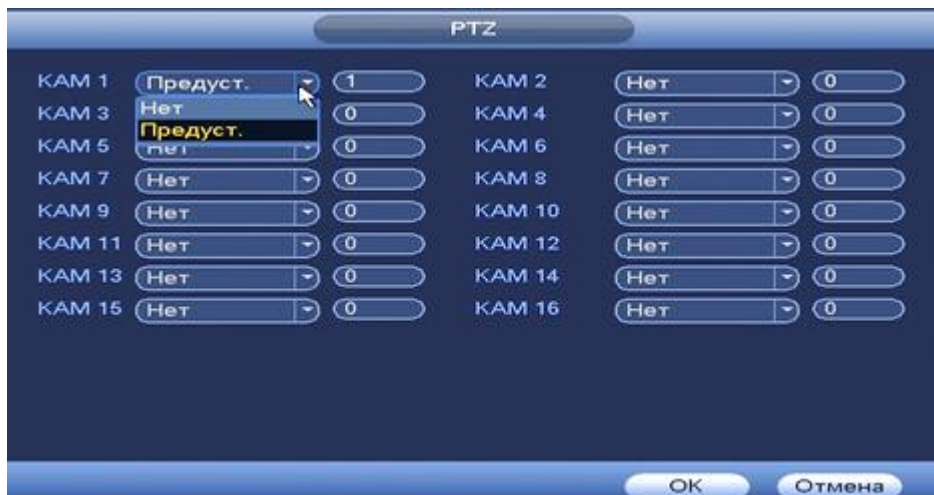 PTZ
КАМ 1 Предуст. 1 КАМ 2 Нет 0
Нет
КАМ 3 0 КАМ 4 Нет 0
Предуст.
КАМ 5 Нет 0 КАМ 6 Нет 0
КАМ 7 Нет 0 КАМ 8 Нет 0
КАМ 9 Нет 0 КАМ 10 Нет 0
КАМ 11 Нет 0 КАМ 12 Нет 0
КАМ 13 Нет 0 КАМ 14 Нет 0
КАМ 15 Нет 0 КАМ 16 Нет 0
ОК Отмена